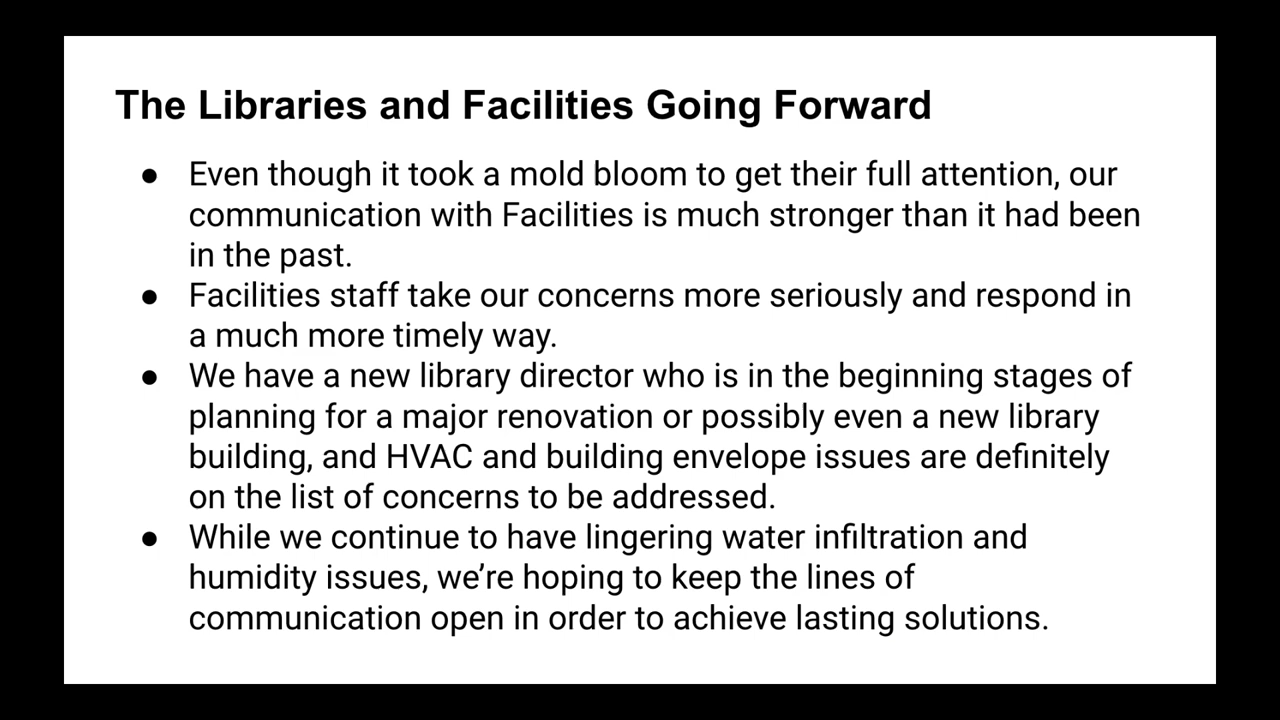 The Libraries and Facilities Going Forward
● Even though it took a mold bloom to get their full attention, our
communication with Facilities is much stronger than it had been
in the past.
● Facilities staff take our concerns more seriously and respond in
a much more timely way.
● We have a new library director who is in the beginning stages of
planning for a major renovation or possibly even a new library
building, and HVAC and building envelope issues are definitely
on the list of concerns to be addressed.
● While we continue to have lingering water infiltration and
humidity issues, we’re hoping to keep the lines of
communication open in order to achieve lasting solutions.